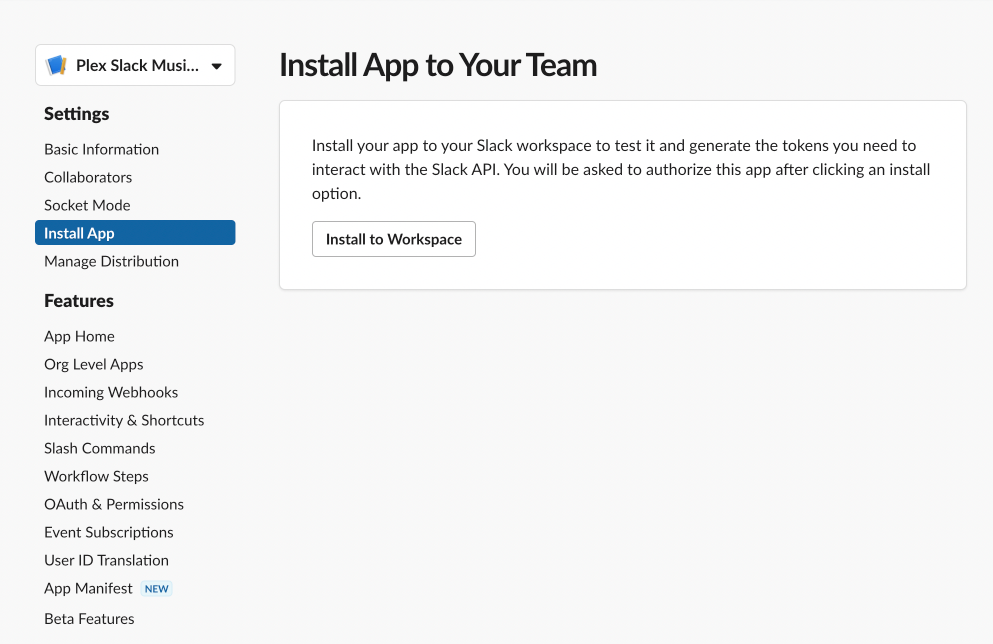 Plex Slack Musi...
Settings
Basic Information
Collaborators
Socket Mode
Install App
Manage Distribution
Features
App Home
Org Level Apps
Incoming Webhooks
Interactivity & Shortcuts
Slash Commands
Workflow Steps
OAuth & Permissions
Event Subscriptions
User ID Translation
App Manifest NEW
Beta Features
Install App to Your Team
Install your app to your Slack workspace to test it and generate the tokens you need to
interact with the Slack API. You will be asked to authorize this app after clicking an install
option.
Install to Workspace